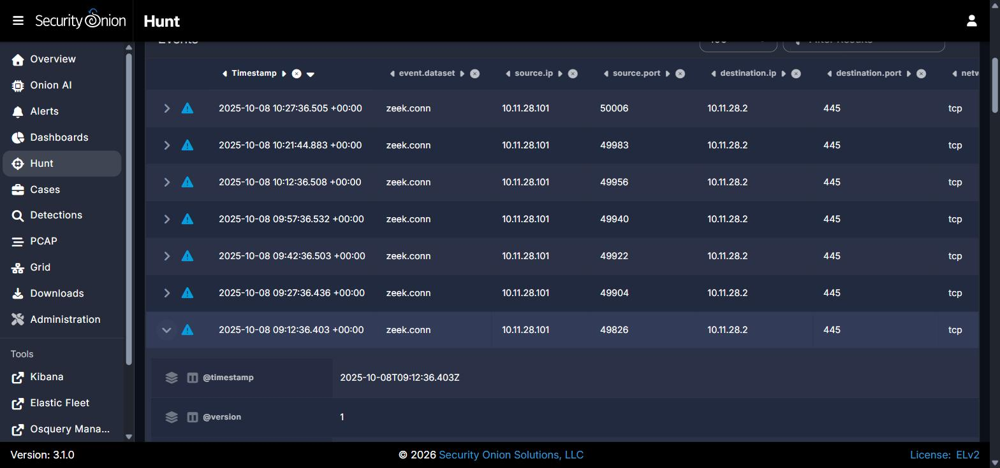 Security Onion
Hunt
Events
100
Filter Results
Overview
Onion AI
Alerts
Dashboards
Hunt
Cases
Detections
PCAP
Grid
Downloads
Administration
Tools
Kibana
Elastic Fleet
Osquery Mana...
Timestamp event.dataset source.ip source.port destination.ip destination.port netw
2025-10-08 10:27:36.505 +00:00 zeek.conn 10.11.28.101 50006 10.11.28.2 445 tcp
2025-10-08 10:21:44.883 +00:00 zeek.conn 10.11.28.101 49983 10.11.28.2 445 tcp
2025-10-08 10:12:36.508 +00:00 zeek.conn 10.11.28.101 49956 10.11.28.2 445 tcp
2025-10-08 09:57:36.532 +00:00 zeek.conn 10.11.28.101 49940 10.11.28.2 445 tcp
2025-10-08 09:42:36.503 +00:00 zeek.conn 10.11.28.101 49922 10.11.28.2 445 tcp
2025-10-08 09:27:36.436 +00:00 zeek.conn 10.11.28.101 49904 10.11.28.2 445 tcp
2025-10-08 09:12:36.403 +00:00 zeek.conn 10.11.28.101 49826 10.11.28.2 445 tcp
@timestamp 2025-10-08T09:12:36.403Z
@version 1
Version: 3.1.0
© 2026 Security Onion Solutions, LLC
License: ELv2